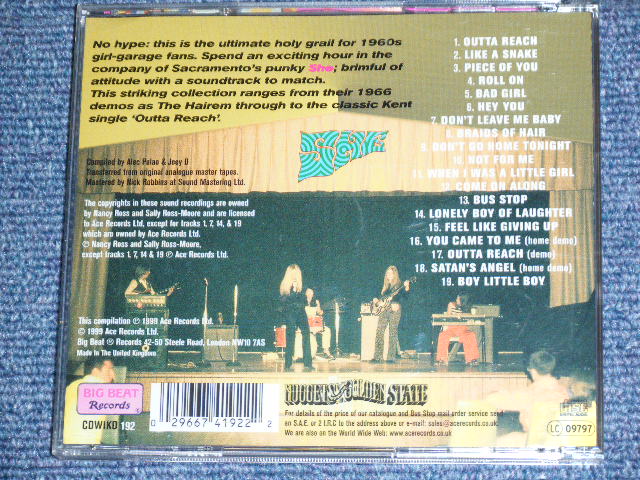 No hype: this is the ultimate holy grail for 1960s
girl-garage fans. Spend an exciting hour in the
company of Sacramento's punky She; brimful of
attitude with a soundtrack to match.
This striking collection ranges from their 1966
demos as The Hairem through to the classic Kent
single 'Outta Reach'.
Compiled by Alec Palao & Joey D
Transferred from original analogue master tapes.
Mastered by Nick Robbins at Sound Mastering Ltd.
The copyrights in these sound recordings are owned
by Nancy Ross and Sally Ross-Moore, and are licensed
to Ace Records Ltd, except for tracks 1, 7, 14, & 19
which are owned by Ace Records Ltd.
℗ Nancy Ross and Sally Ross-Moore,
except tracks 1, 7, 14 & 19 ℗ Ace Records Ltd.
This compilation ℗ 1999 Ace Records Ltd.
© 1999 Ace Records Ltd.
Big Beat ® Records 42-50 Steele Road, London NW10 7AS
Made In The United Kingdom
1. OUTTA REACH
2. LIKE A SNAKE
3. PIECE OF YOU
4. ROLL ON
5. BAD GIRL
6. HEY YOU
7. DON'T LEAVE ME BABY
8. BRAIDS OF HAIR
9. DON'T GO HOME TONIGHT
10. NOT FOR ME
11. WHEN I WAS A LITTLE GIRL
12. COME ON ALONG
13. BUS STOP
14. LONELY BOY OF LAUGHTER
15. FEEL LIKE GIVING UP
16. YOU CAME TO ME (home demo)
17. OUTTA REACH (demo)
18. SATAN'S ANGEL (home demo)
19. BOY LITTLE BOY
BIG BEAT
Records
CDWIKD 192
0 29667 41922 2
NUGGETS FROM THE GOLDEN STATE
For details of the price of our catalogue and Bus Stop mail order service send
an S.A.E. or 2 I.R.C to the address above or e-mail: sales@acerecords.co.uk
We are also on the World Wide Web: www.acerecords.co.uk
DIGITAL AUDIO
LC 09797